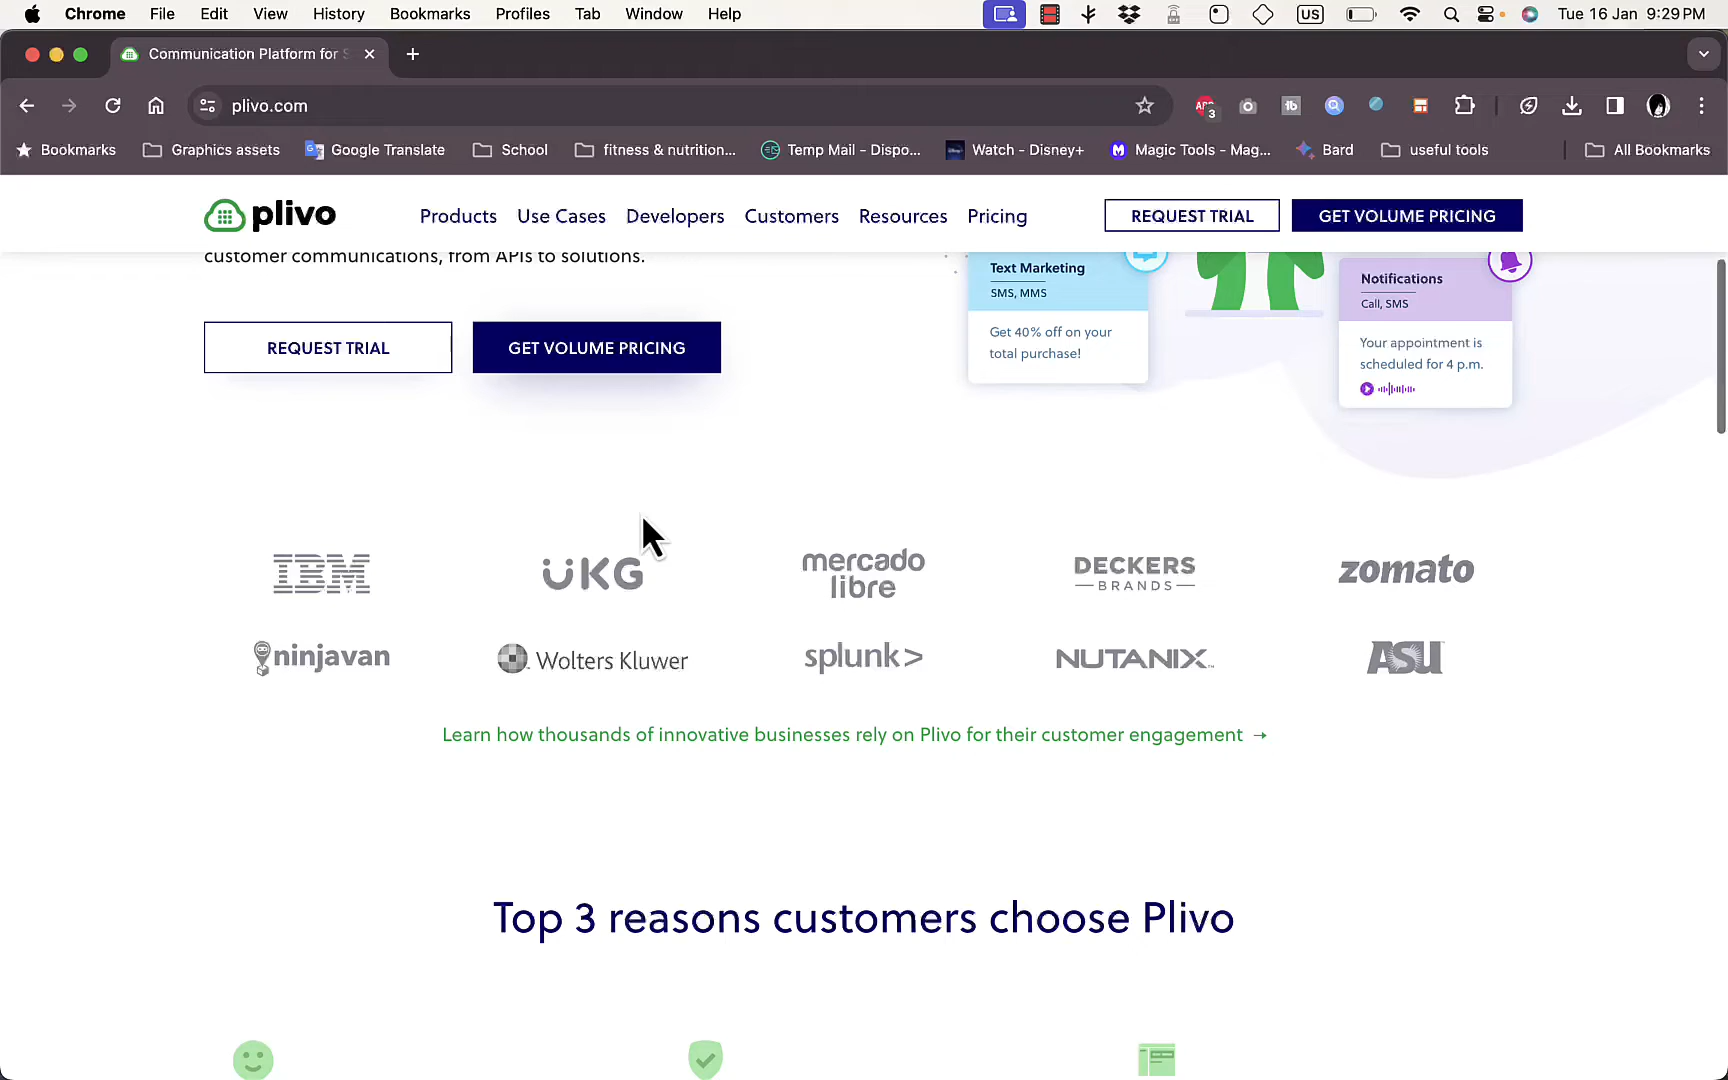 Chrome File Edit View History Bookmarks Profiles Tab Window Help US Tue 16 Jan 9:29 PM
Communication Platform for S
plivo.com
ABP 3 tb
Bookmarks Graphics assets Google Translate School fitness & nutrition... Temp Mail - Dispo... Watch - Disney+ Magic Tools - Mag... Bard useful tools All Bookmarks
plivo Products Use Cases Developers Customers Resources Pricing REQUEST TRIAL GET VOLUME PRICING
customer communications, from APIs to solutions.
REQUEST TRIAL GET VOLUME PRICING
Text Marketing
SMS, MMS
Get 40% off on your
total purchase!
Notifications
Call, SMS
Your appointment is
scheduled for 4 p.m.
IBM UKG mercado libre DECKERS BRANDS zomato
ninjavan Wolters Kluwer splunk> NUTANIX ASU
Learn how thousands of innovative businesses rely on Plivo for their customer engagement →
Top 3 reasons customers choose Plivo